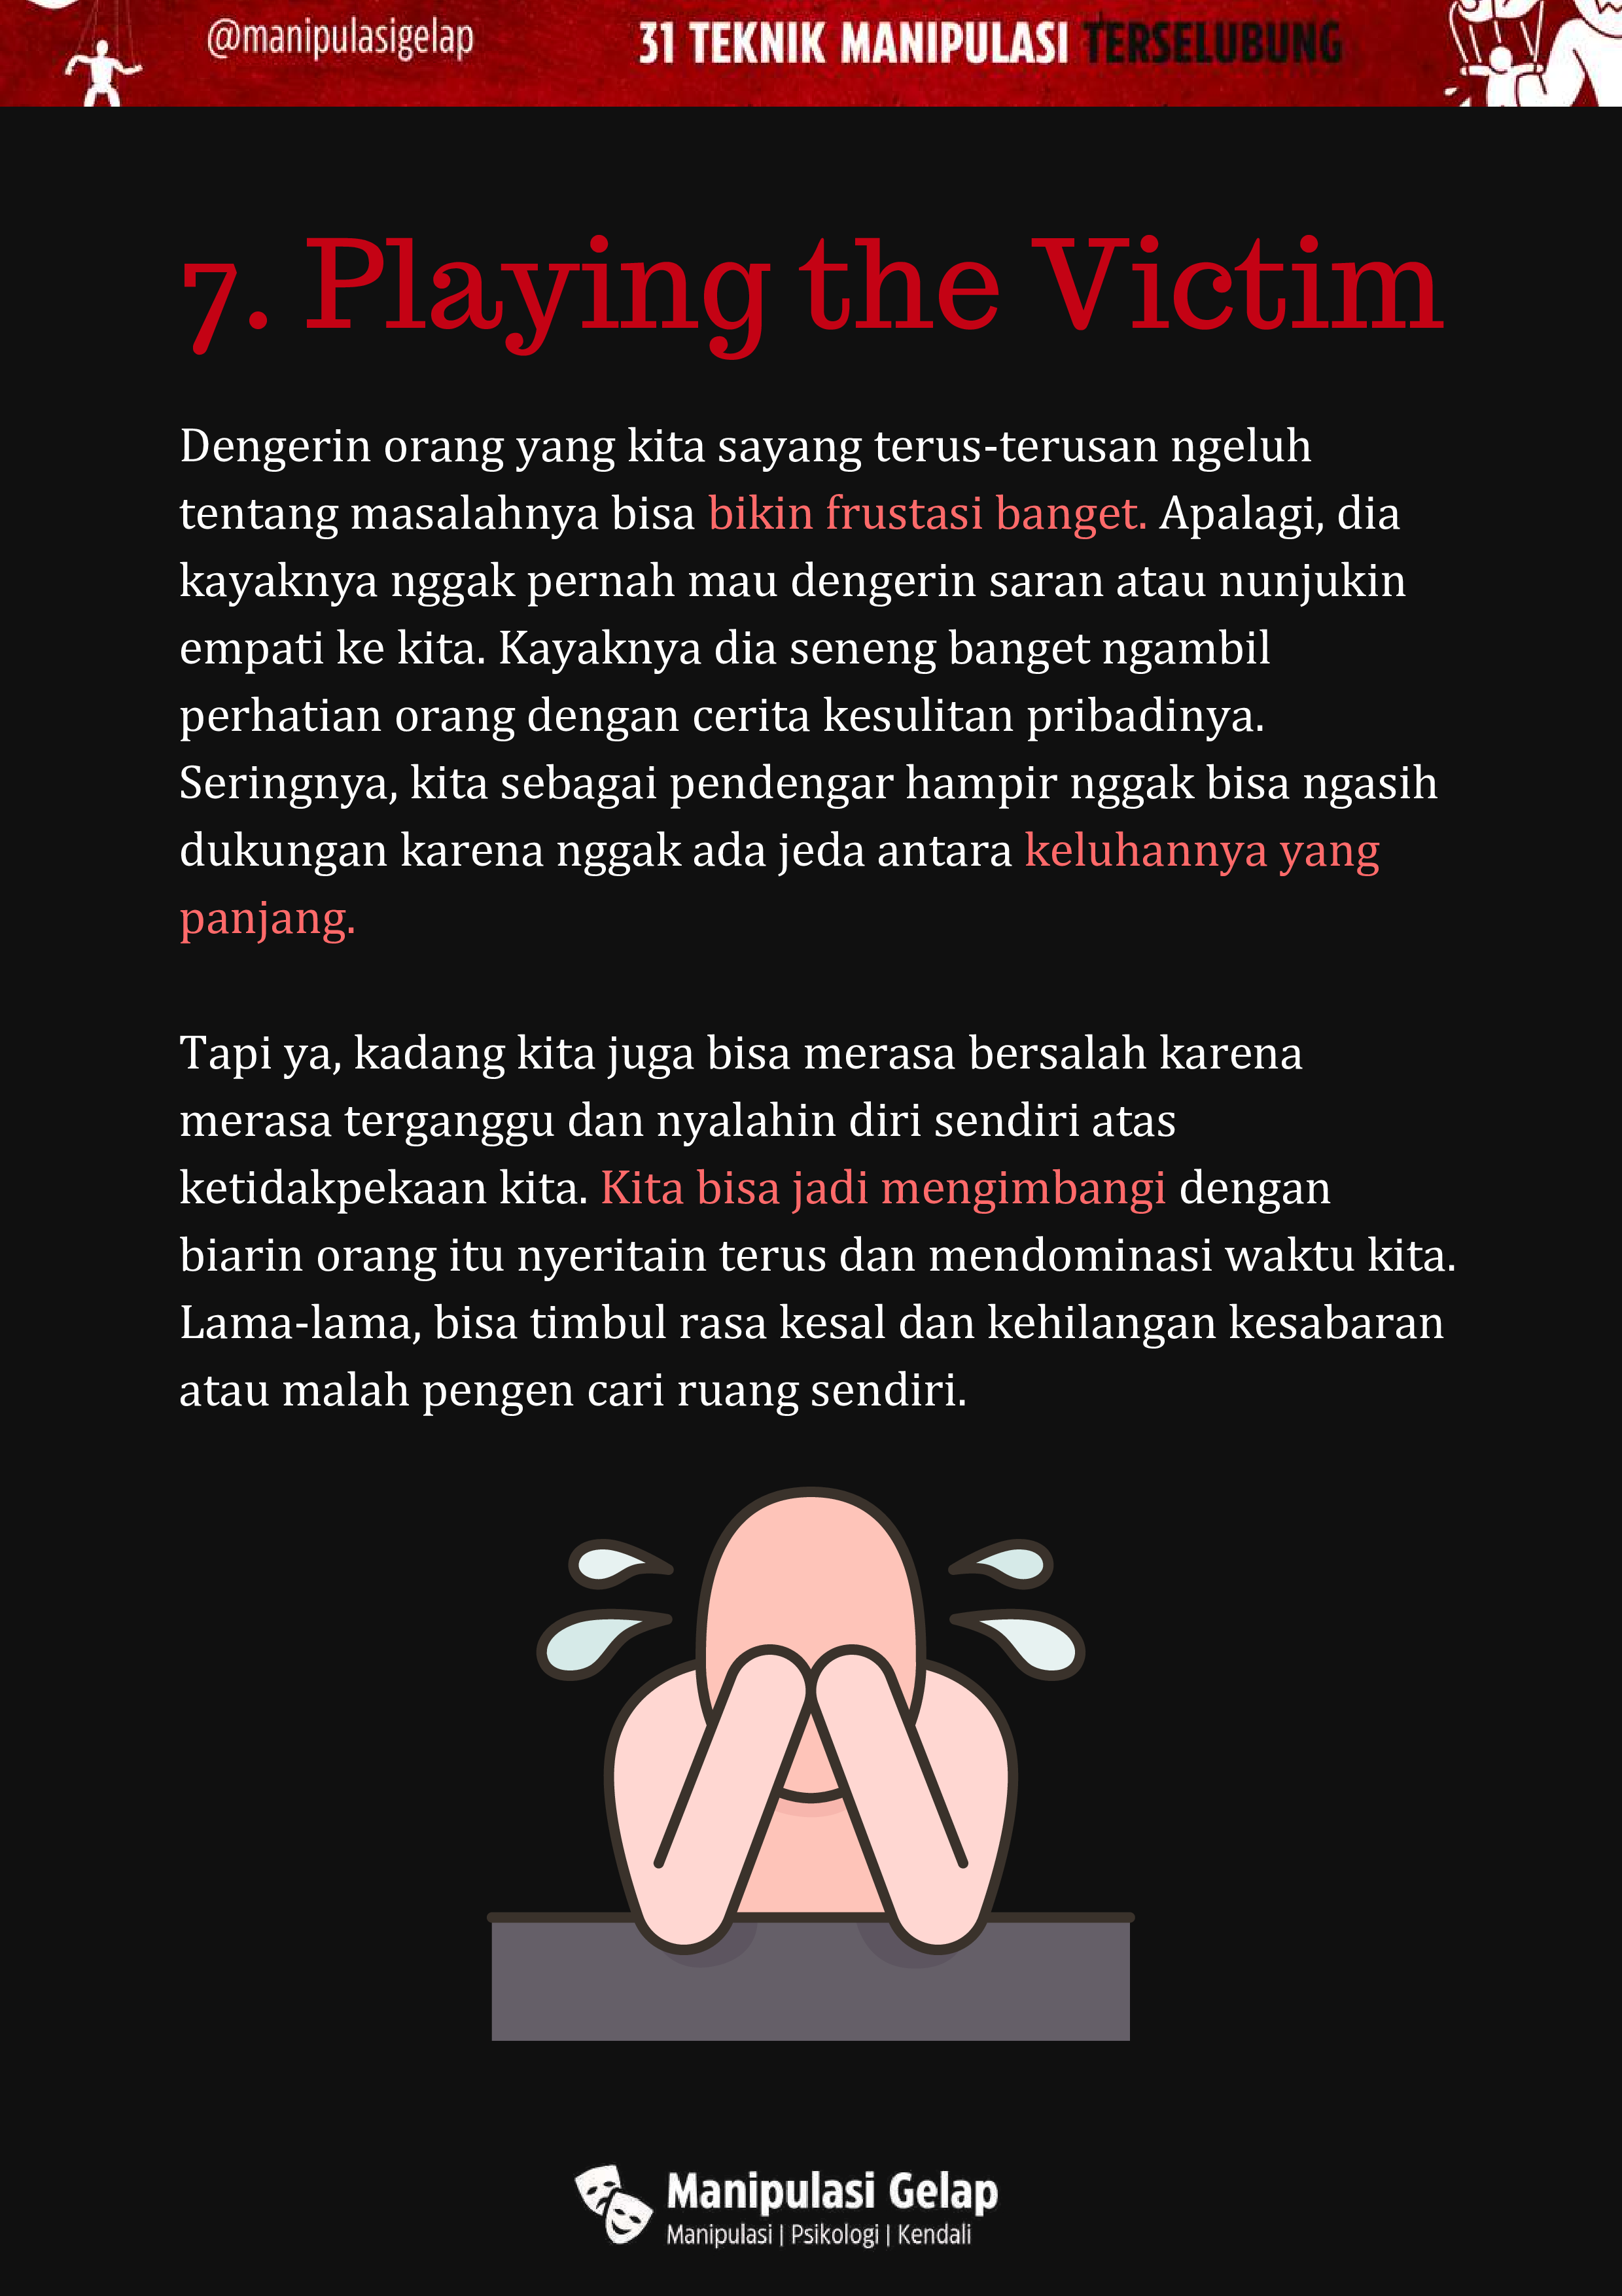 @manipulasigelap
31 TEKNIK MANIPULASI TERSELUBUNG
7. Playing the Victim
Dengerin orang yang kita sayang terus-terusan ngeluh
tentang masalahnya bisa bikin frustasi banget. Apalagi, dia
kayaknya nggak pernah mau dengerin saran atau nunjukin
empati ke kita. Kayaknya dia seneng banget ngambil
perhatian orang dengan cerita kesulitan pribadinya.
Seringnya, kita sebagai pendengar hampir nggak bisa ngasih
dukungan karena nggak ada jeda antara keluhannya yang
panjang.
Tapi ya, kadang kita juga bisa merasa bersalah karena
merasa terganggu dan nyalahin diri sendiri atas
ketidakpekaan kita. Kita bisa jadi mengimbangi dengan
biarin orang itu nyeritain terus dan mendominasi waktu kita.
Lama-lama, bisa timbul rasa kesal dan kehilangan kesabaran
atau malah pengen cari ruang sendiri.
Manipulasi Gelap
Manipulasi | Psikologi | Kendali